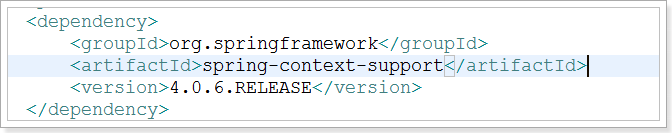 <dependency>
<groupId>org.springframework</groupId>
<artifactId>spring-context-support</artifactId>
<version>4.0.6.RELEASE</version>
</dependency>